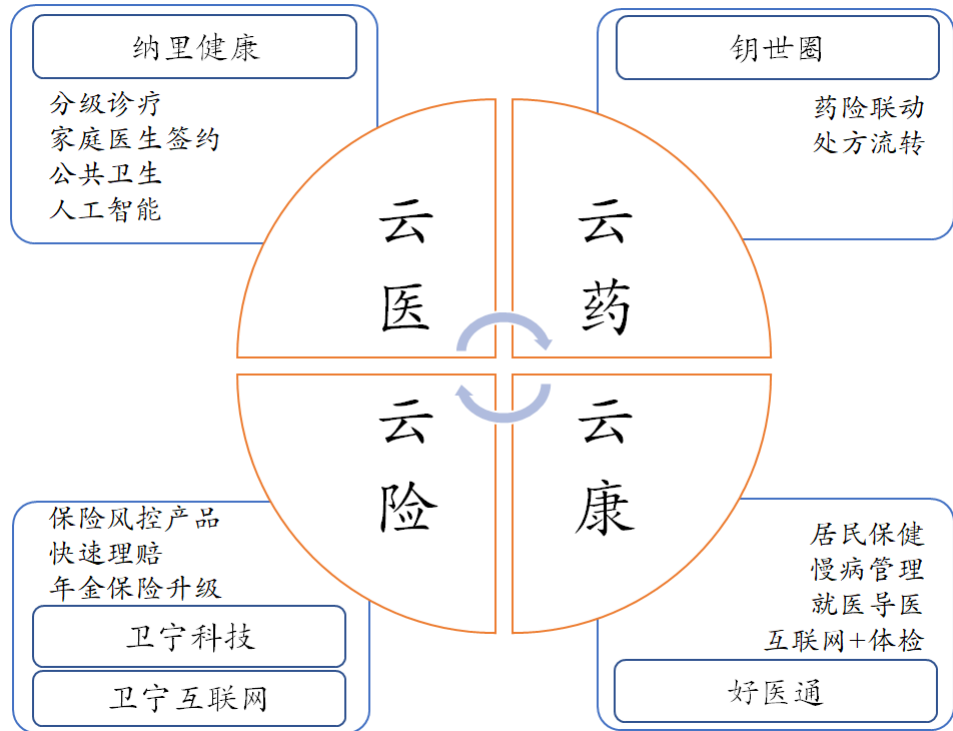 纳里健康
分级诊疗
家庭医生签约
公共卫生
人工智能
钥世圈
药险联动
处方流转
云
医
云
药
云
险
云
康
保险风控产品
快速理赔
年金保险升级
卫宁科技
卫宁互联网
居民保健
慢病管理
就医导医
互联网+体检
好医通